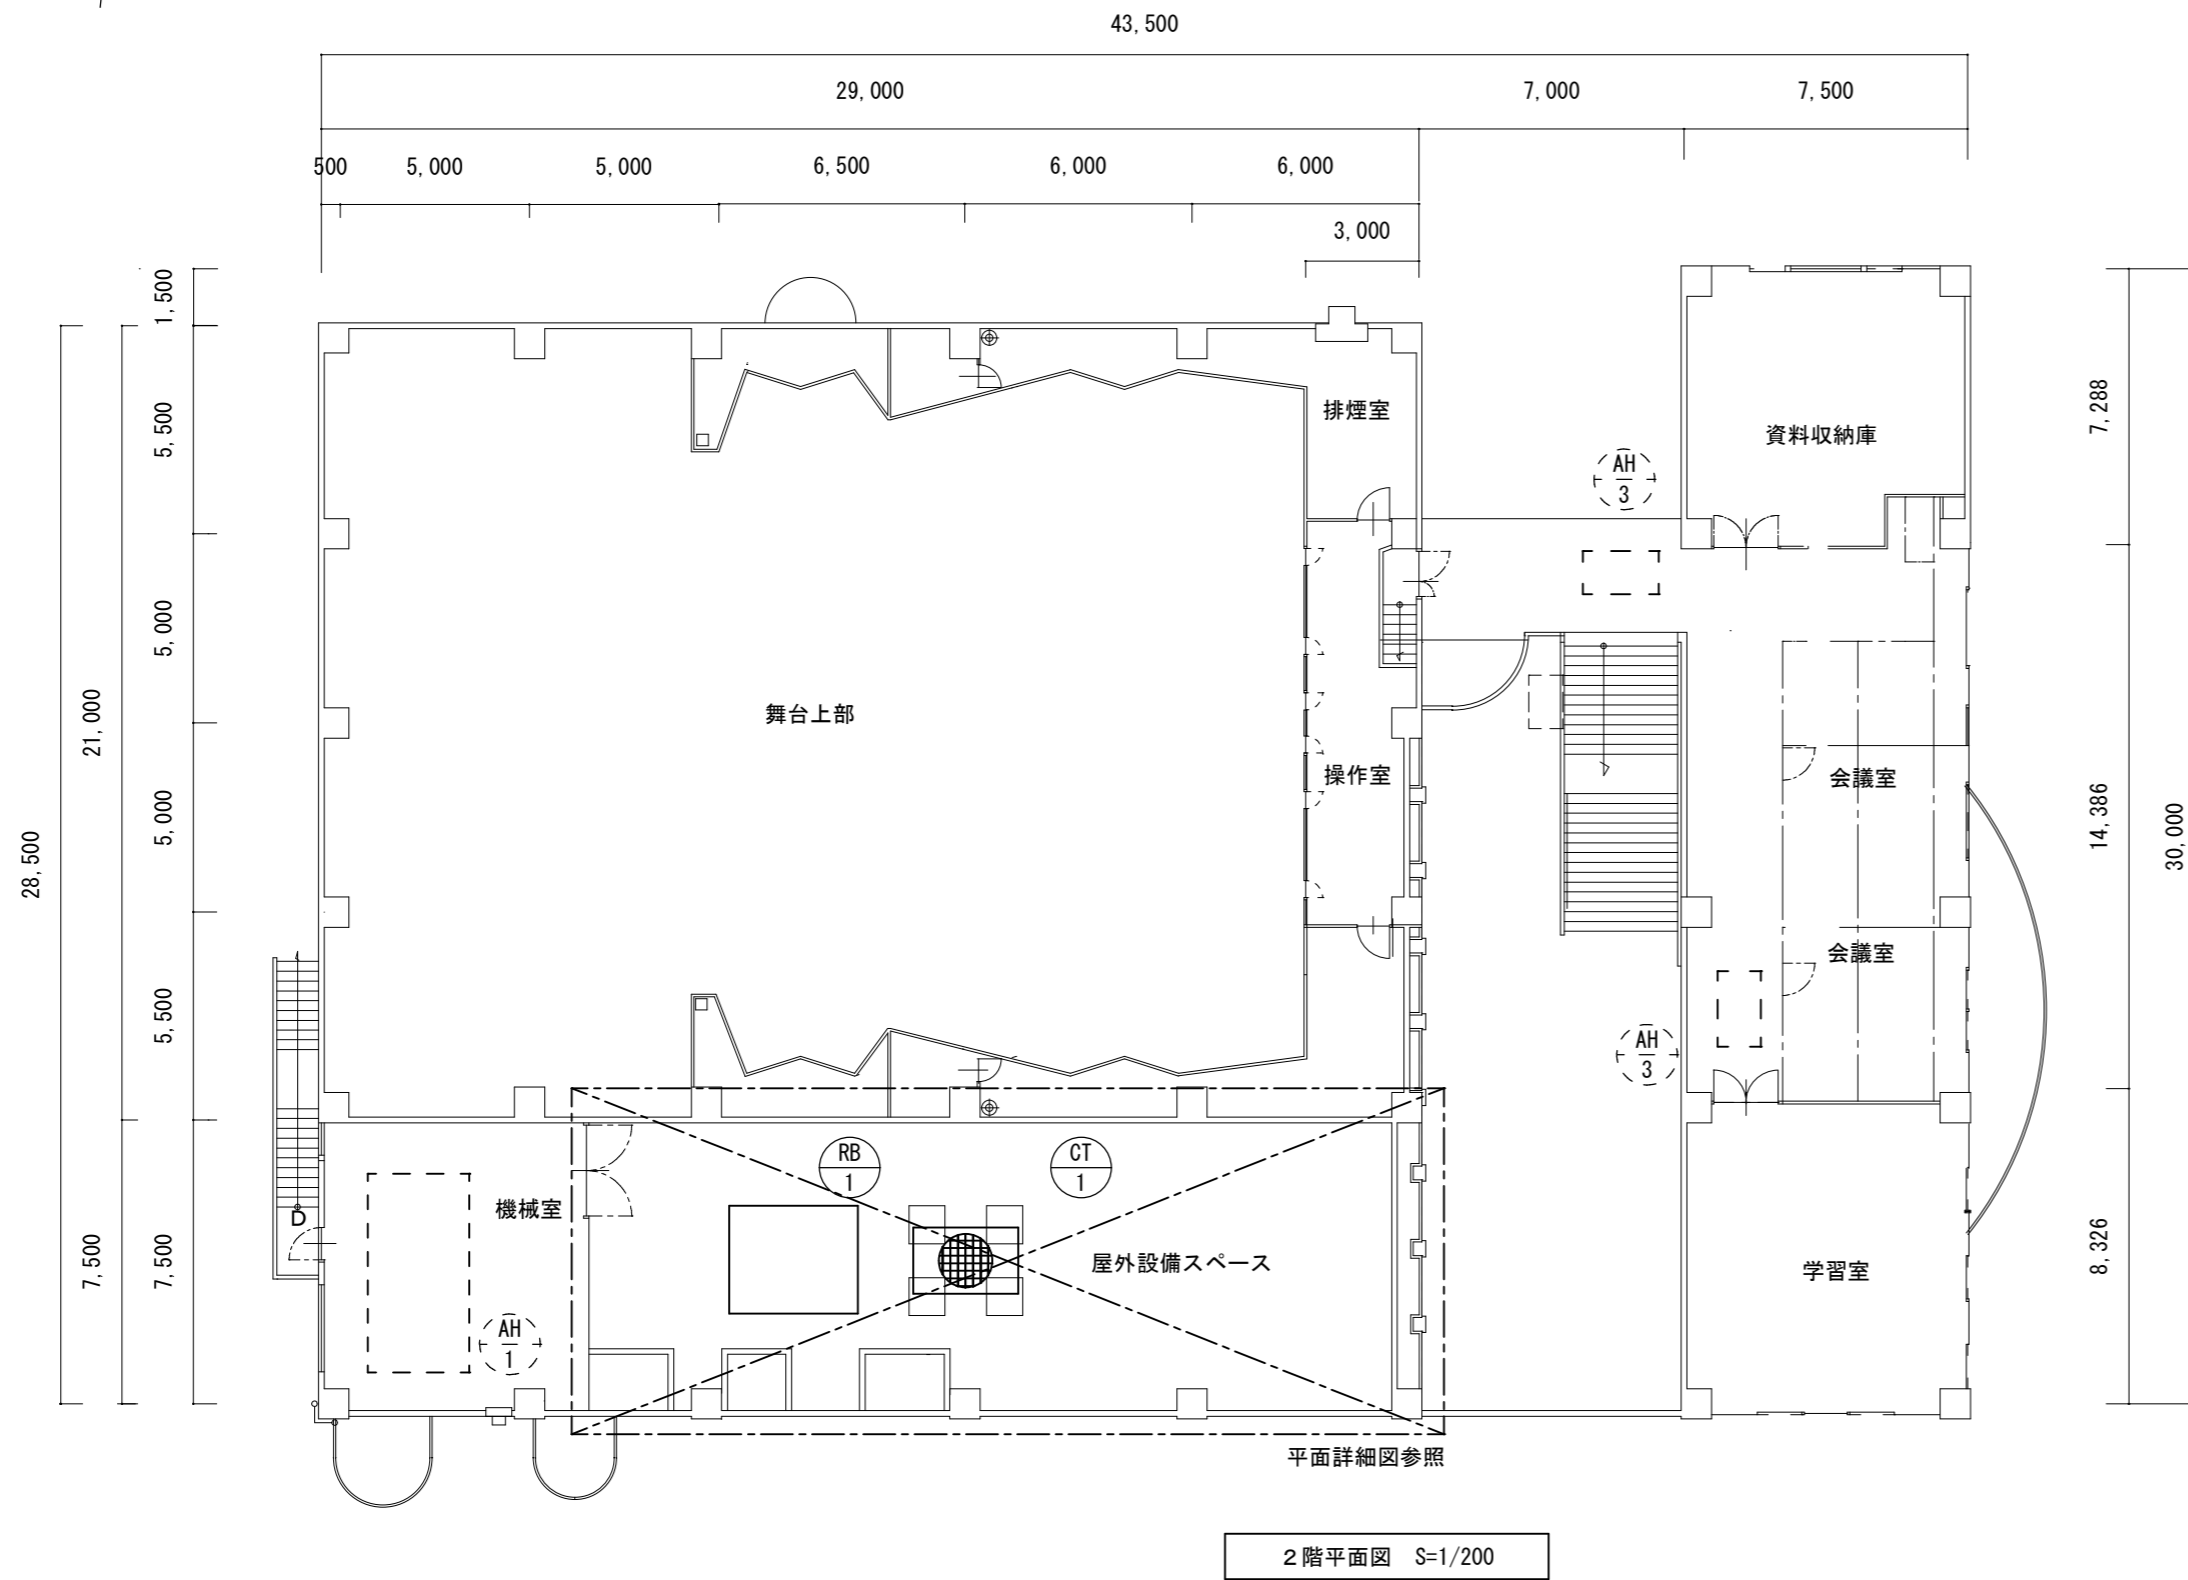 43,500
29,000
7,000
7,500
500
5,000
5,000
6,500
6,000
6,000
3,000
1,500
5,500
5,000
5,000
5,500
7,500
21,000
7,500
28,500
7,288
14,386
8,326
30,000
排煙室
資料収納庫
AH
3
舞台上部
操作室
会議室
会議室
AH
3
RB
1
CT
1
機械室
D
屋外設備スペース
学習室
AH
1
平面詳細図参照
2階平面図 S=1/200